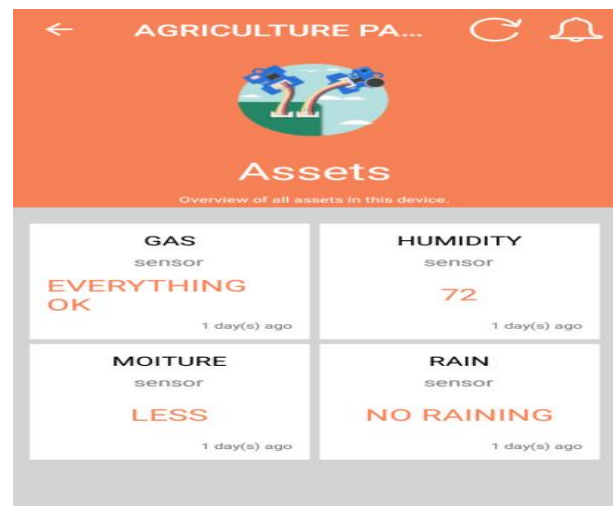 AGRICULTURE PA...
Assets
Overview of all assets in this device.
GAS
sensor
EVERYTHING
OK
1 day(s) ago
HUMIDITY
sensor
72
1 day(s) ago
MOITURE
sensor
LESS
1 day(s) ago
RAIN
sensor
NO RAINING
1 day(s) ago